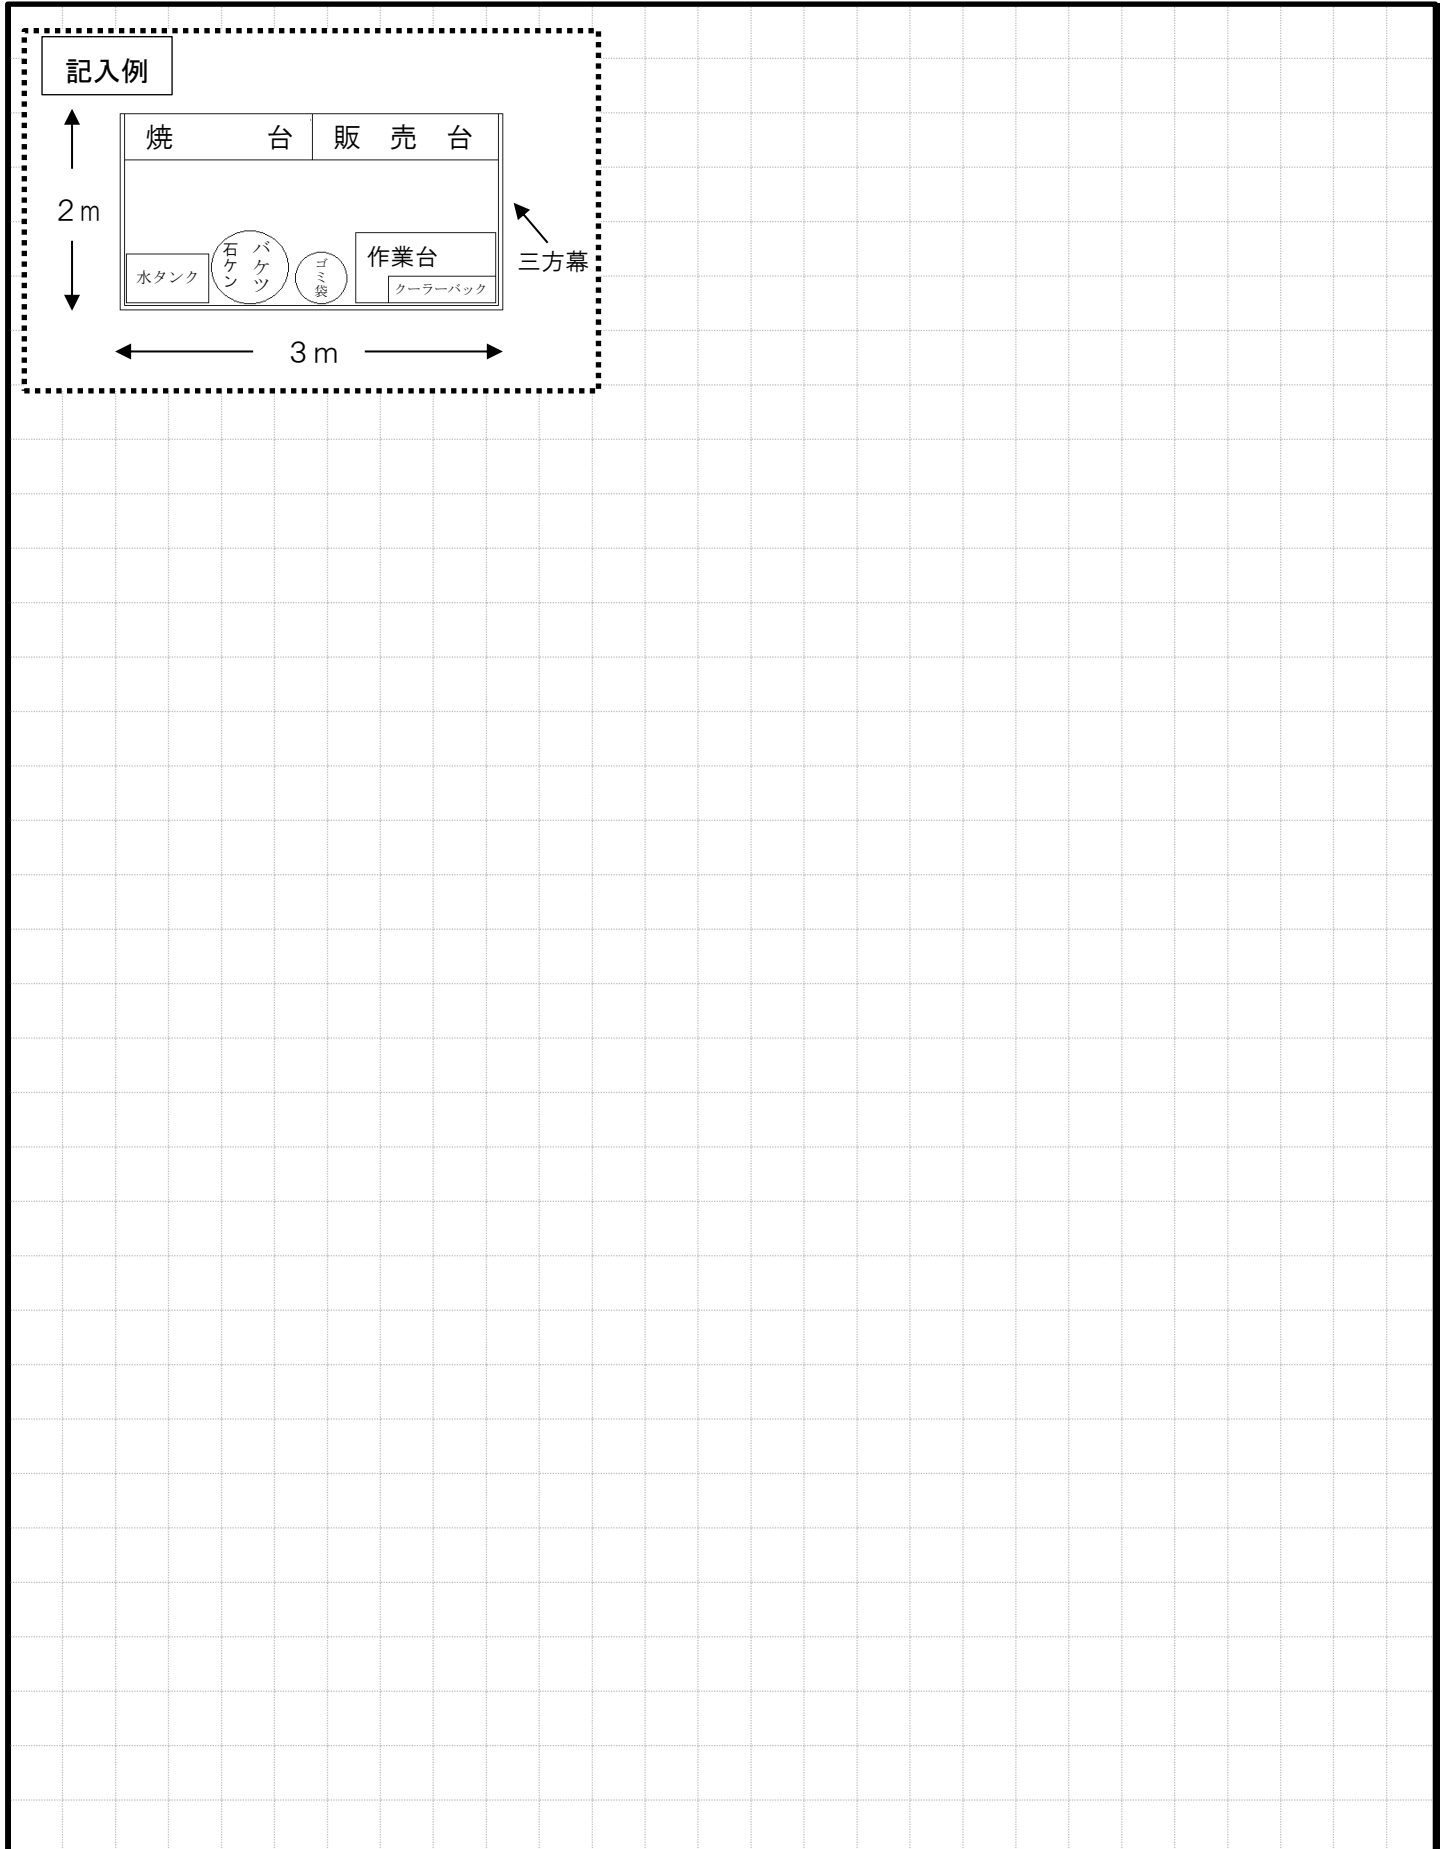 記入例
焼 台
販 売 台
2m
三方幕
水タンク
バケツ
石ケン
ゴミ袋
作業台
クーラーバック
3m